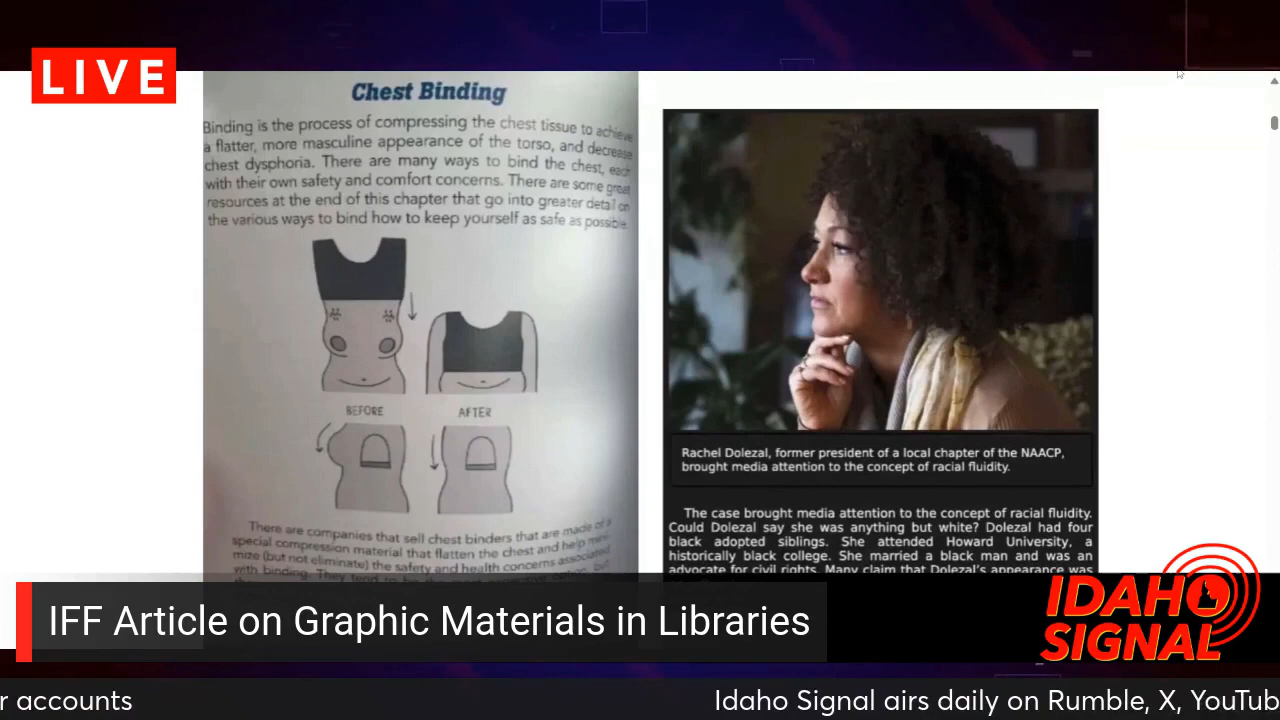 LIVE
Chest Binding
Binding is the process of compressing the chest tissue to achieve
a flatter, more masculine appearance of the torso, and decrease
chest dysphoria. There are many ways to bind the chest, each
with their own safety and comfort concerns. There are some great
resources at the end of this chapter that go into greater detail on
the various ways to bind how to keep yourself as safe as possible.
BEFORE
AFTER
There are companies that sell chest binders that are made of a
special compression material that flatten the chest and help mini-
mize (but not eliminate) the safety and health concerns associated
with binding. They tend to be
Rachel Dolezal, former president of a local chapter of the NAACP,
brought media attention to the concept of racial fluidity.
The case brought media attention to the concept of racial fluidity.
Could Dolezal say she was anything but white? Dolezal had four
black adopted siblings. She attended Howard University, a
historically black college. She married a black man and was an
advocate for civil rights. Many claim that Dolezal's appearance was
IFF Article on Graphic Materials in Libraries
IDAHO
SIGNAL
r accounts
Idaho Signal airs daily on Rumble, X, YouTub